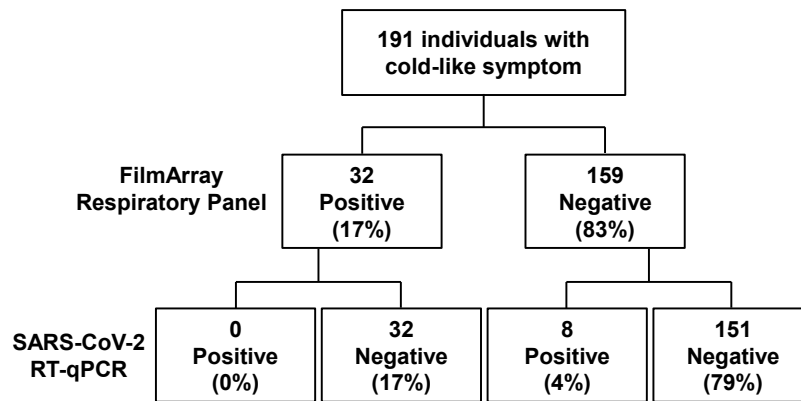 191 individuals with
cold-like symptom
FilmArray
Respiratory Panel
32
Positive
(17%)
159
Negative
(83%)
SARS-CoV-2
RT-qPCR
0
Positive
(0%)
32
Negative
(17%)
8
Positive
(4%)
151
Negative
(79%)